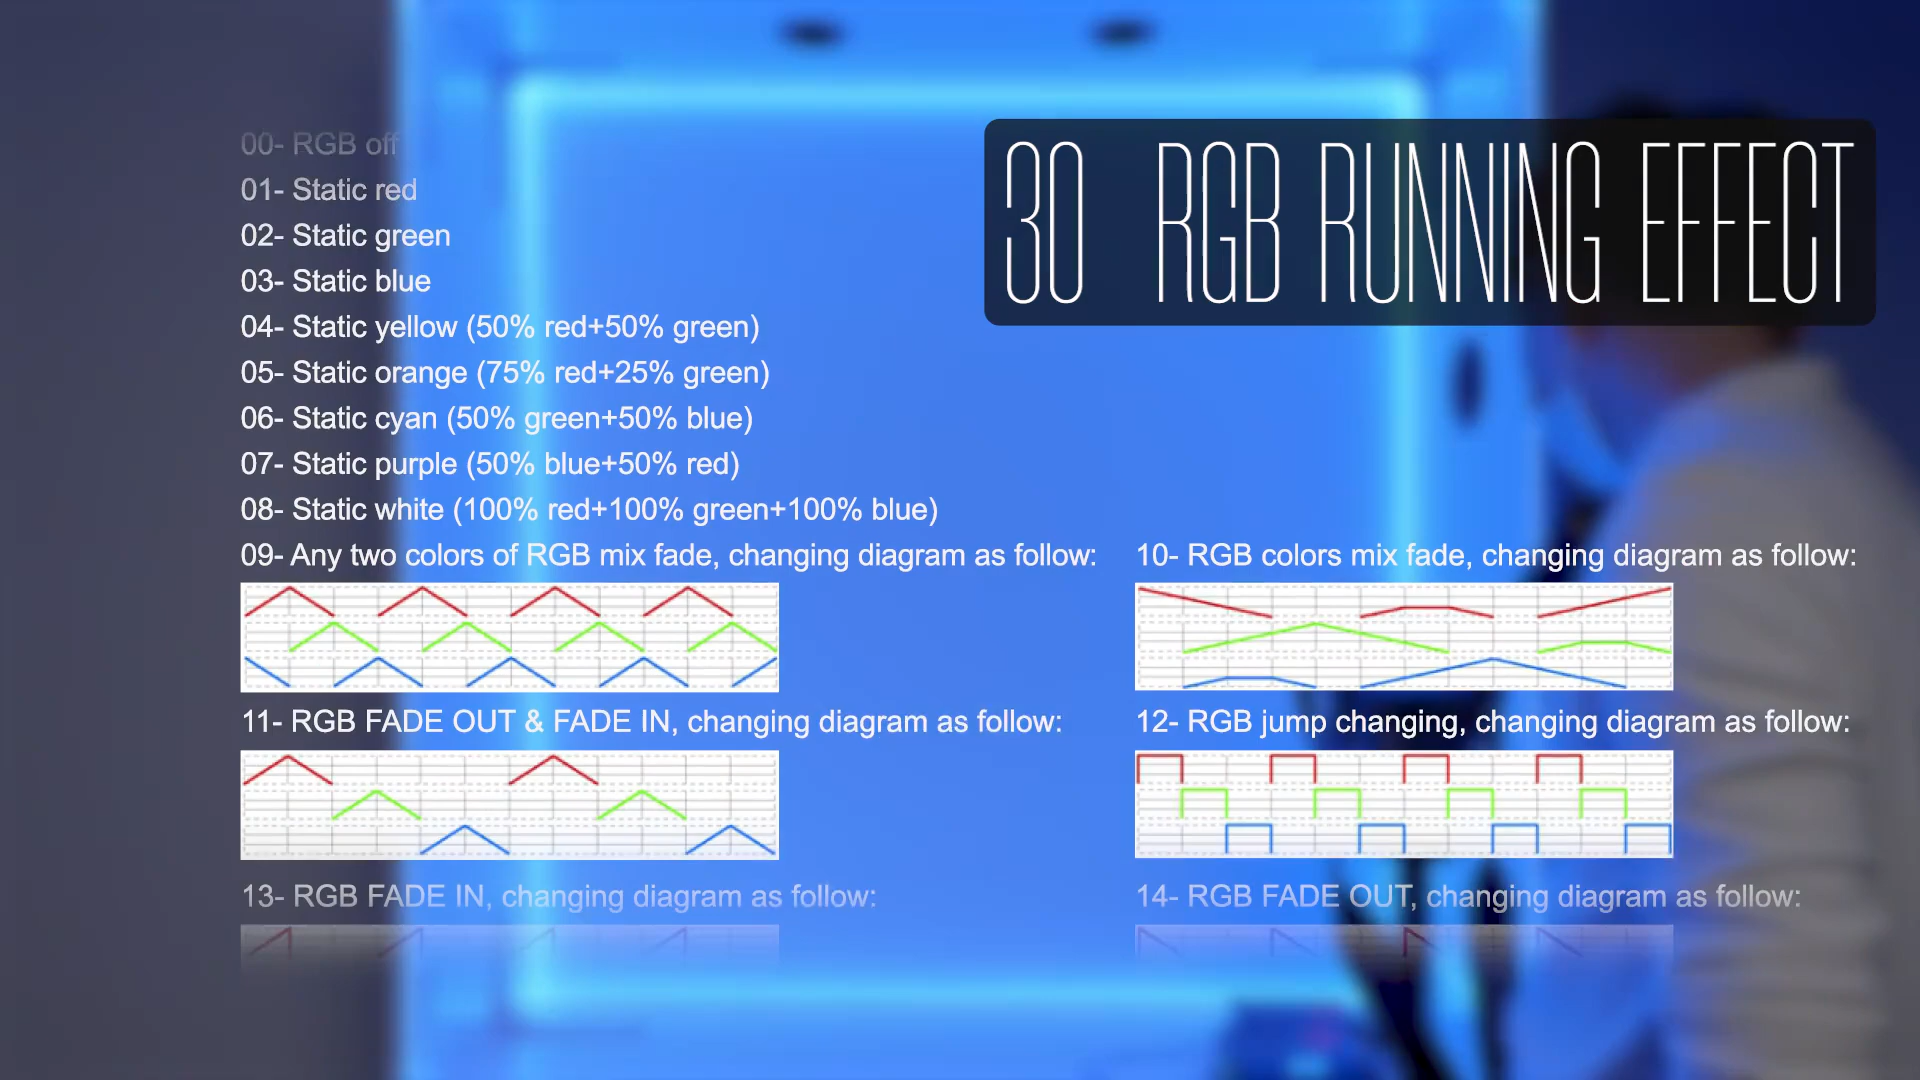 30 RGB RUNNING EFFECT
00- RGB off
01- Static red
02- Static green
03- Static blue
04- Static yellow (50% red+50% green)
05- Static orange (75% red+25% green)
06- Static cyan (50% green+50% blue)
07- Static purple (50% blue+50% red)
08- Static white (100% red+100% green+100% blue)
09- Any two colors of RGB mix fade, changing diagram as follow:
10- RGB colors mix fade, changing diagram as follow:
11- RGB FADE OUT & FADE IN, changing diagram as follow:
12- RGB jump changing, changing diagram as follow:
13- RGB FADE IN, changing diagram as follow:
14- RGB FADE OUT, changing diagram as follow: